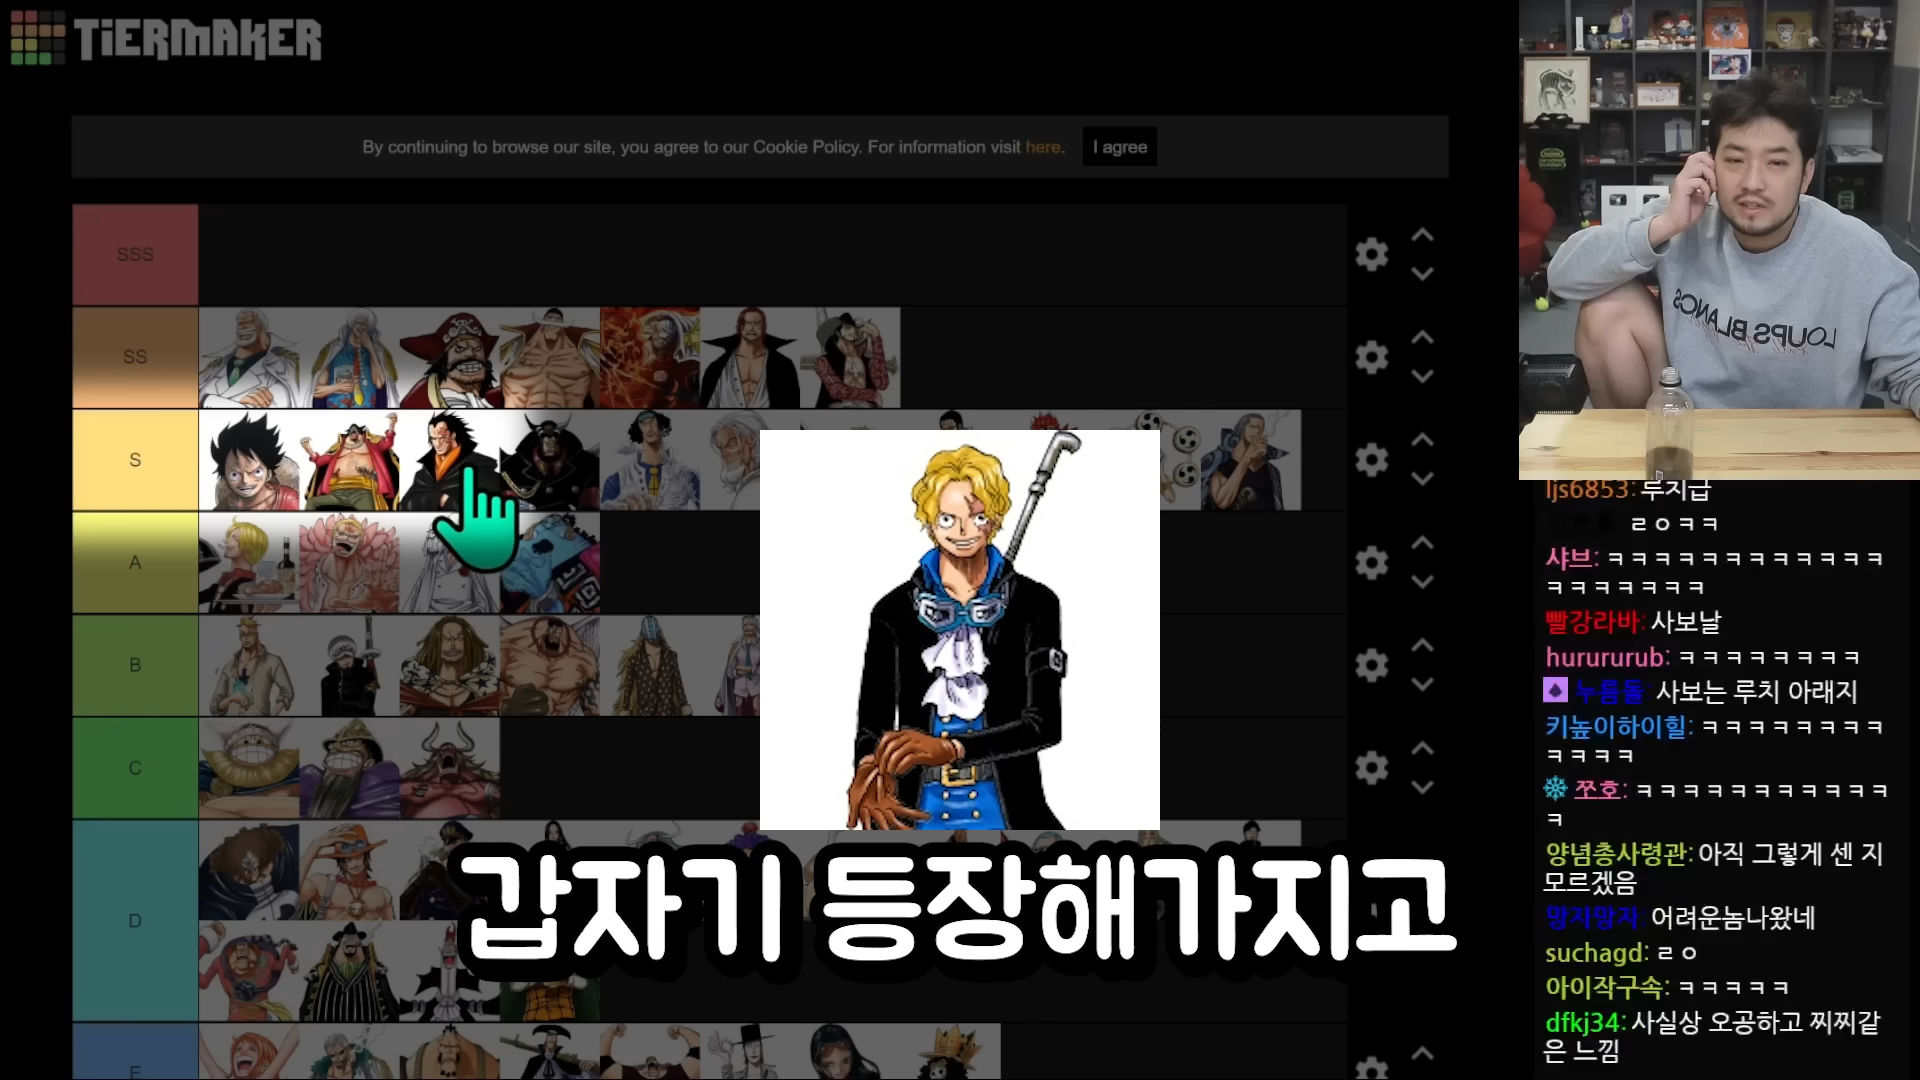 TiERMAKER
By continuing to browse our site, you agree to our Cookie Policy. For information visit here.
I agree
SSS
SS
S
A
B
C
D
E
갑자기 등장해가지고
LOUPS BLANCS
ljs6853: 루지급
ㄹㅇㅋㅋ
샤브: ㅋㅋㅋㅋㅋㅋㅋㅋㅋㅋㅋㅋ
ㅋㅋㅋㅋㅋㅋㅋ
빨강라바: 사보날
hurururub: ㅋㅋㅋㅋㅋㅋㅋㅋ
누름돌: 사보는 루치 아래지
키높이하이힐: ㅋㅋㅋㅋㅋㅋㅋㅋ
ㅋㅋㅋㅋ
쪼호: ㅋㅋㅋㅋㅋㅋㅋㅋㅋㅋㅋ
ㅋ
양념총사령관: 아직 그렇게 센 지
모르겠음
망자망자: 어려운놈나왔네
suchagd: ㄹㅇ
아이작구속: ㅋㅋㅋㅋㅋ
dfkj34: 사실상 오공하고 찌찌같
은 느낌